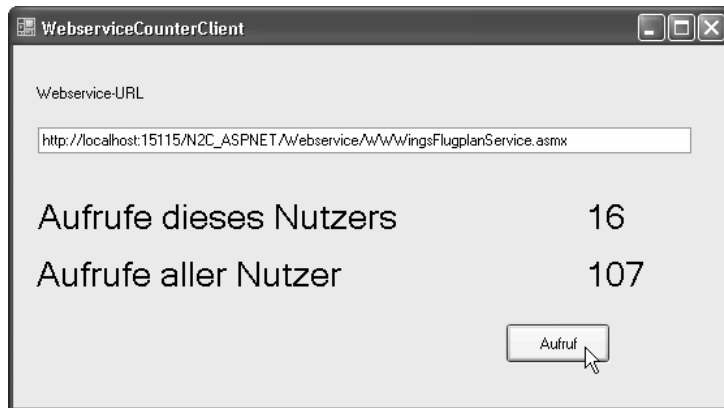 WebserviceCounterClient
Webservice-URL
http://localhost:15115/N2C_ASPNET/Webservice/WWWingsFlugplanService.asmx
Aufrufe dieses Nutzers 16
Aufrufe aller Nutzer 107
Aufruf